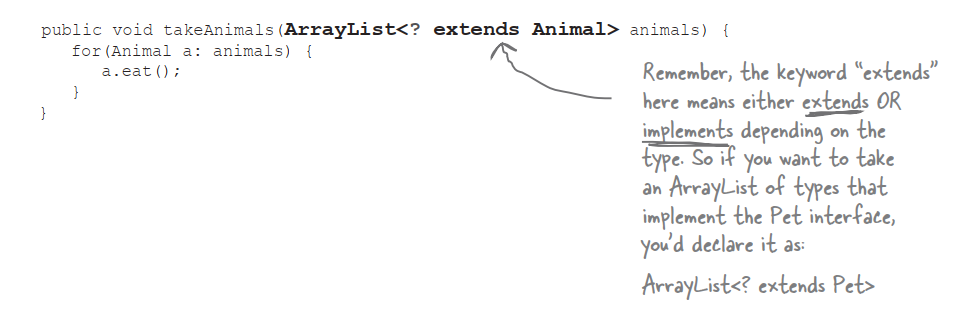 public void takeAnimals(ArrayList<? extends Animal> animals) {
for(Animal a: animals) {
a.eat();
}
}
Remember, the keyword "extends"
here means either extends OR
implements depending on the
type. So if you want to take
an ArrayList of types that
implement the Pet interface,
you'd declare it as:
ArrayList<? extends Pet>